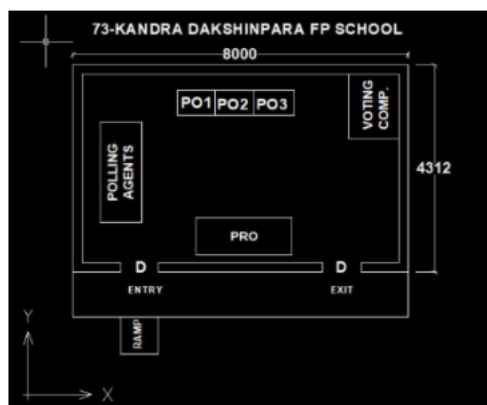 73-KANDRA DAKSHINPARA FP SCHOOL
8000
PO1 PO2 PO3
VOTING COMP.
POLLING AGENTS
4312
PRO
D D
ENTRY EXIT
RAMP
Y
X